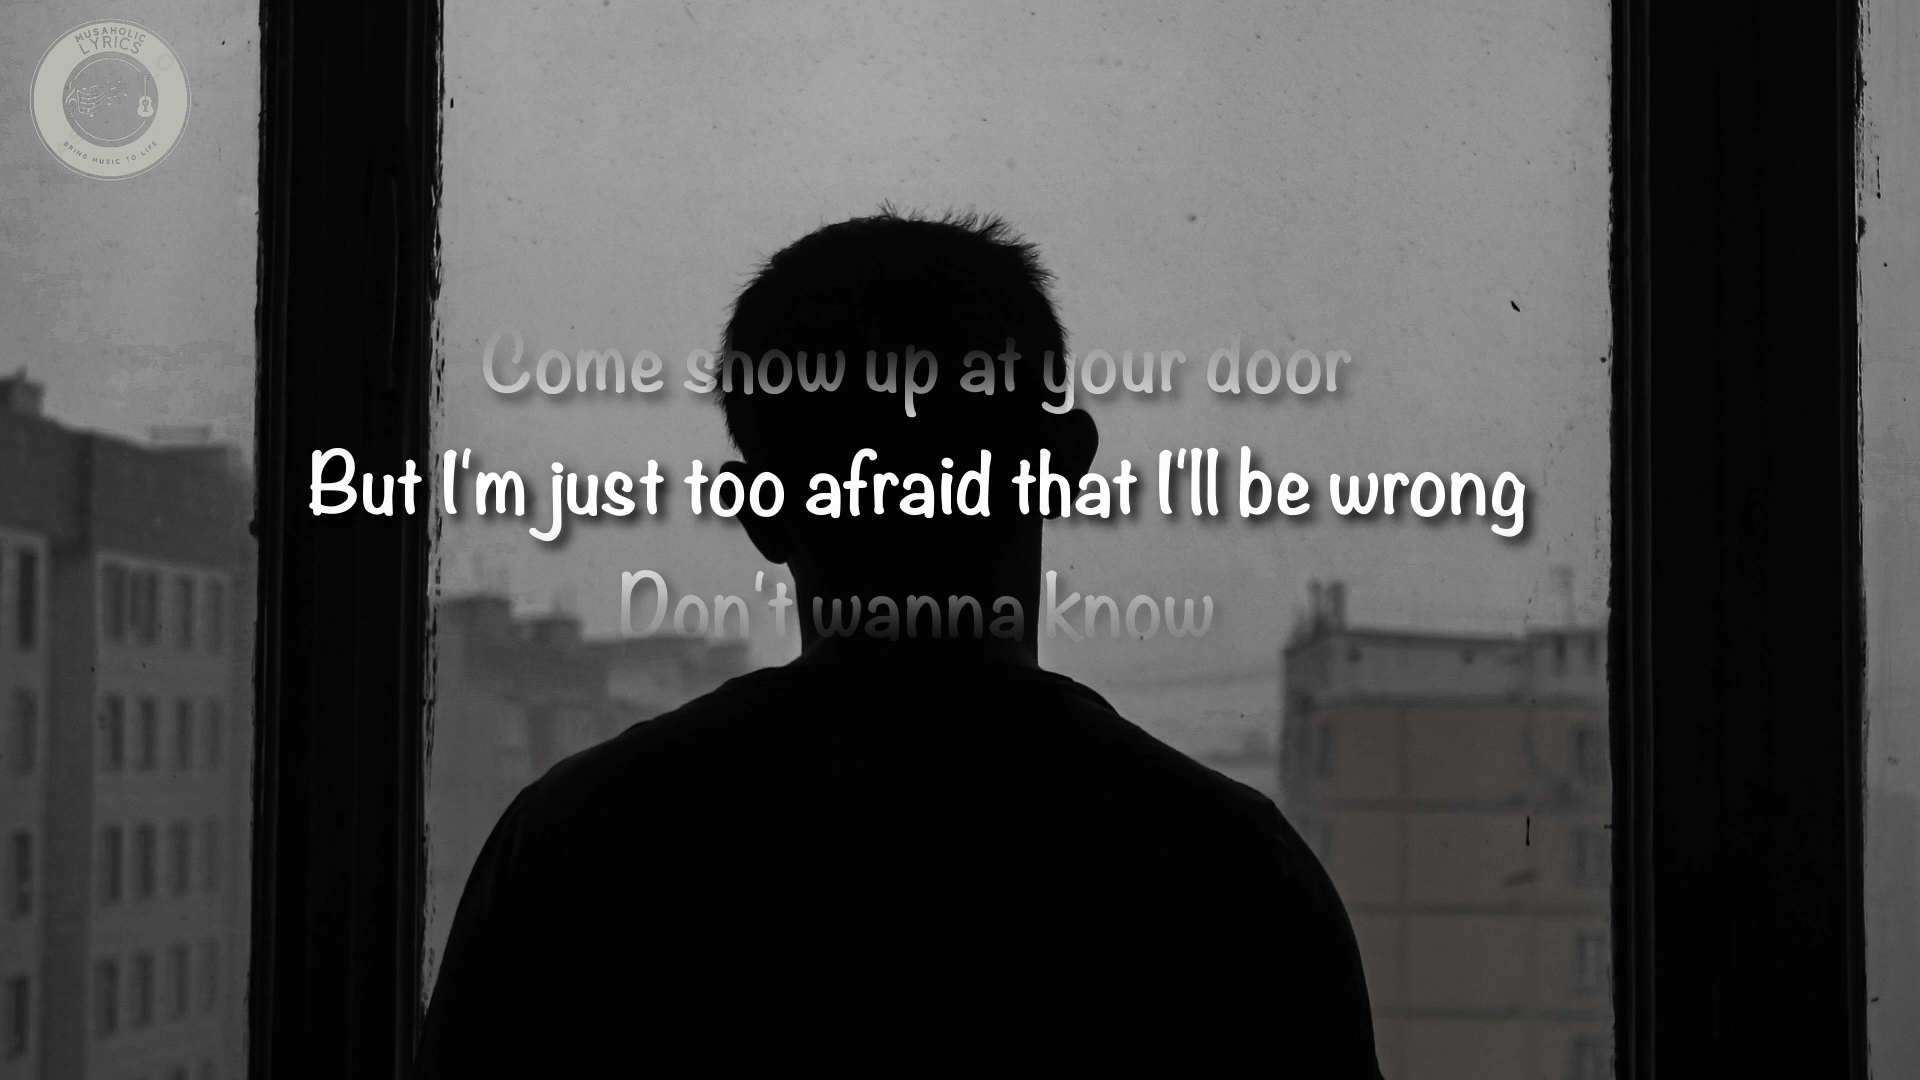 MUSAHOLIC
LYRICS
BRING MUSIC TO LIFE
Come show up at your door
But I'm just too afraid that I'll be wrong
Don't wanna know